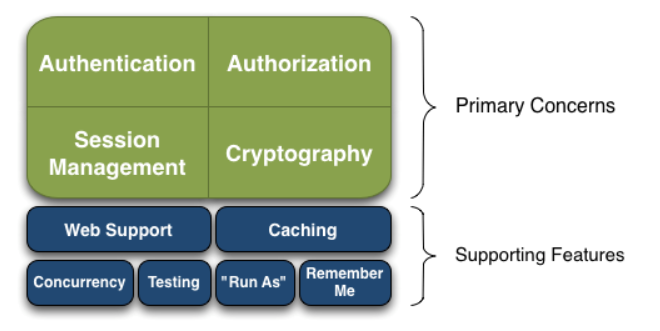 Authentication
Authorization
Primary Concerns
Session
Management
Cryptography
Web Support
Caching
Supporting Features
Concurrency
Testing
"Run As"
Remember
Me